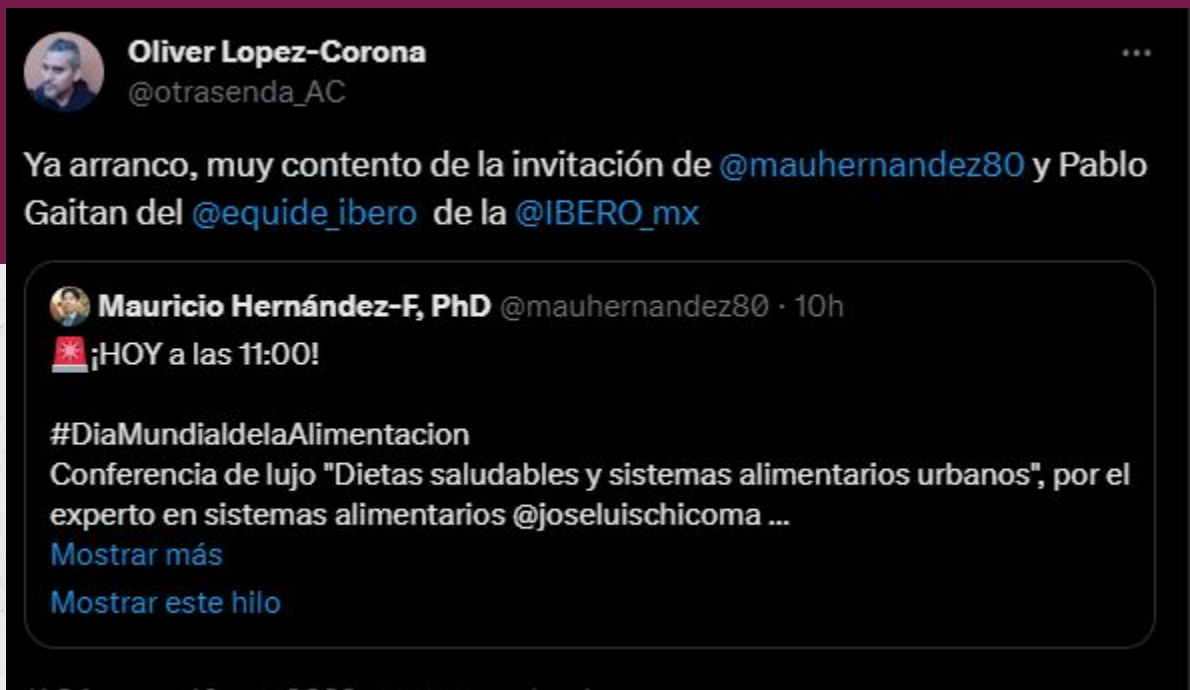 Oliver Lopez-Corona
@otrasenda_AC
Ya arranco, muy contento de la invitación de @mauhernandez80 y Pablo
Gaitan del @equide_ibero de la @IBERO_mx
Mauricio Hernández-F, PhD @mauhernandez80 · 10h
🚨¡HOY a las 11:00!
#DiaMundialdelaAlimentacion
Conferencia de lujo "Dietas saludables y sistemas alimentarios urbanos", por el
experto en sistemas alimentarios @joseluischicoma ...
Mostrar más
Mostrar este hilo